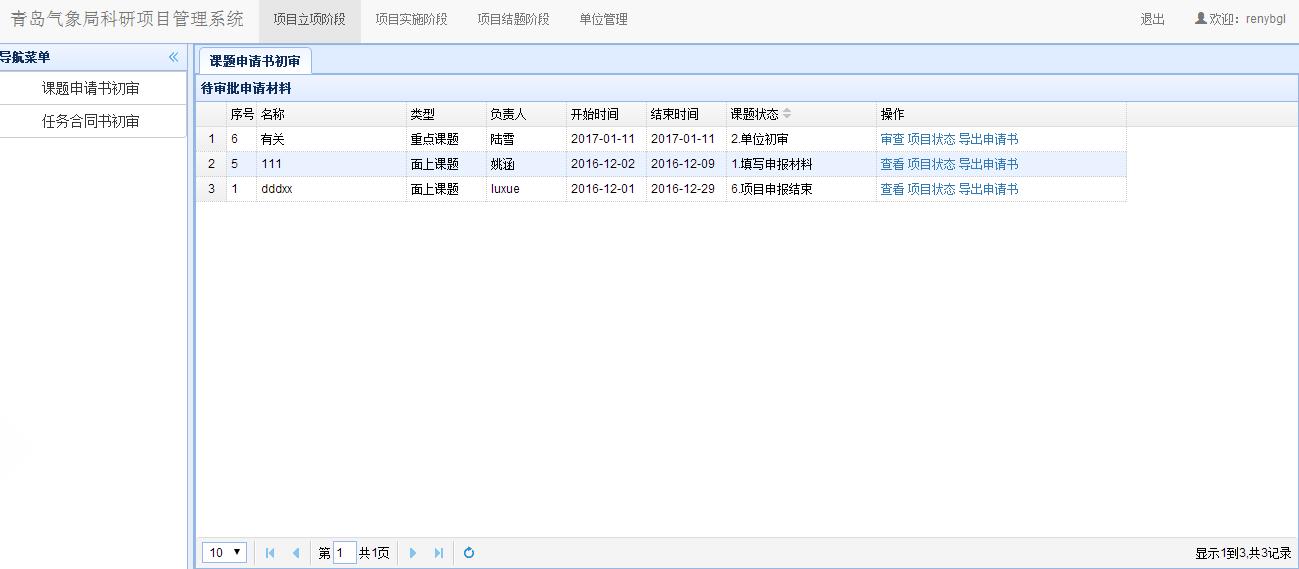 青岛气象局科研项目管理系统 项目立项阶段 项目实施阶段 项目结题阶段 单位管理 退出 欢迎：renybgl
导航菜单
课题申请书初审
任务合同书初审
课题申请书初审
待审批申请材料
序号 名称 类型 负责人 开始时间 结束时间 课题状态 操作
1 6 有关 重点课题 陆雪 2017-01-11 2017-01-11 2.单位初审 审查 项目状态 导出申请书
2 5 111 面上课题 姚涵 2016-12-02 2016-12-09 1.填写申报材料 查看 项目状态 导出申请书
3 1 dddxx 面上课题 luxue 2016-12-01 2016-12-29 6.项目申报结束 查看 项目状态 导出申请书
10 第 1 共1页 显示1到3,共3记录